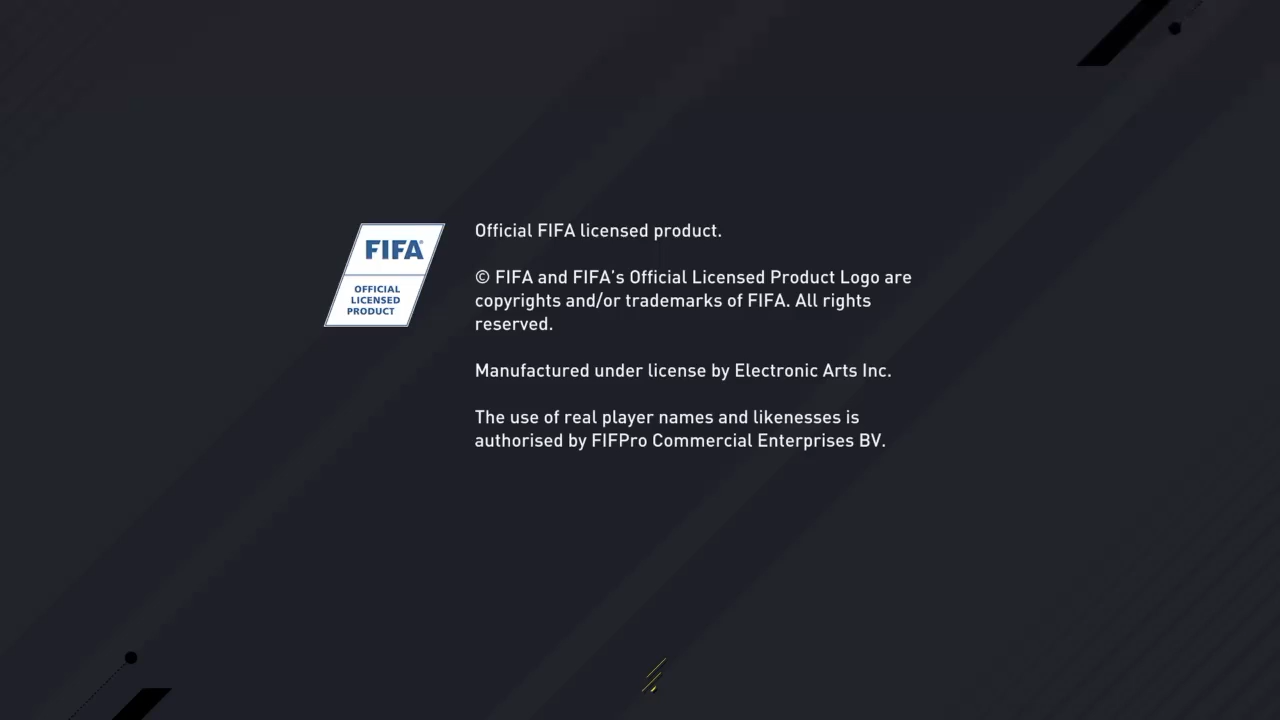 FIFA
OFFICIAL
LICENSED
PRODUCT
Official FIFA licensed product.
© FIFA and FIFA's Official Licensed Product Logo are
copyrights and/or trademarks of FIFA. All rights
reserved.
Manufactured under license by Electronic Arts Inc.
The use of real player names and likenesses is
authorised by FIFPro Commercial Enterprises BV.